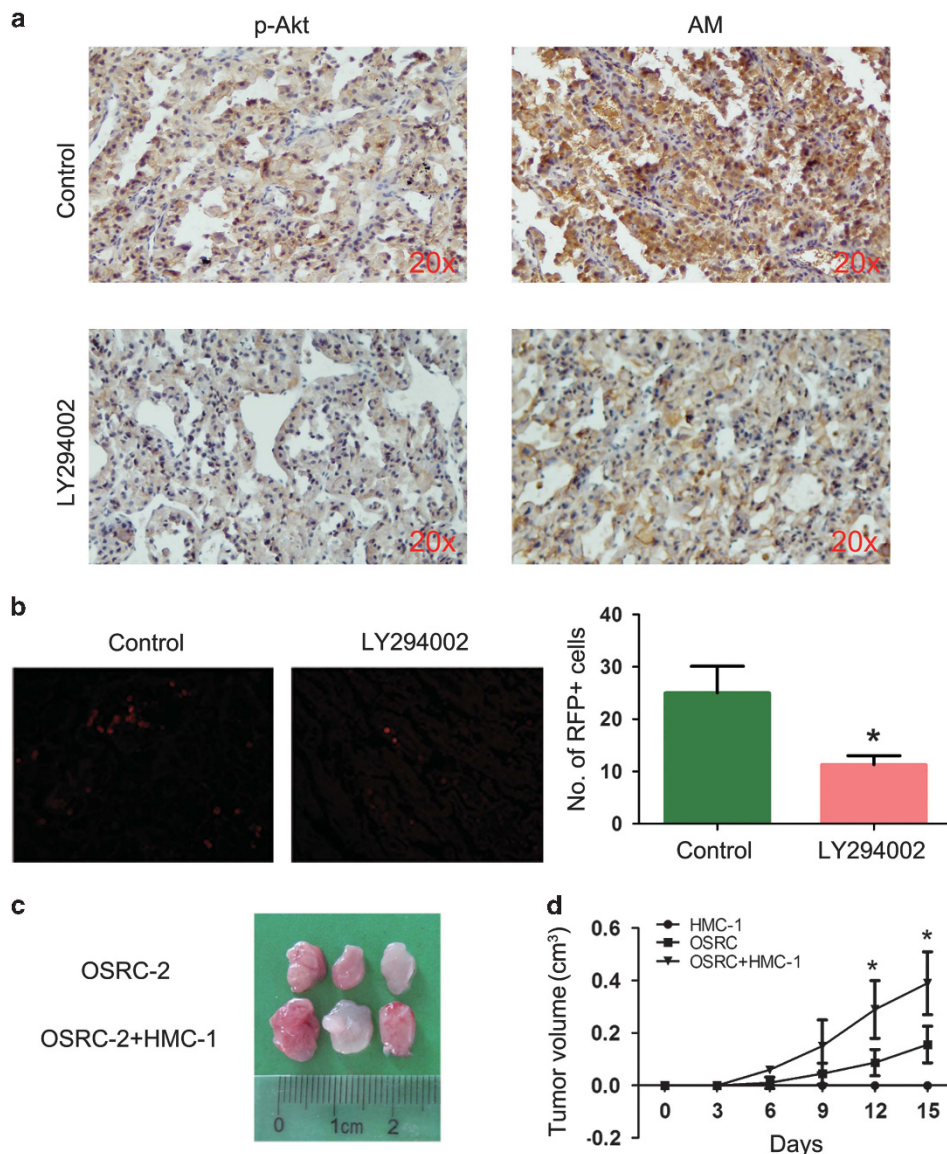 a
p-Akt
AM
Control
20x
20x
LY294002
20x
20x
b
Control
LY294002
No. of RFP+ cells
40
30
20
10
0
*
Control
LY294002
c
OSRC-2
OSRC-2+HMC-1
0 1cm 2
d
HMC-1
OSRC
OSRC+HMC-1
Tumor volume (cm³)
0.6
0.4
0.2
0.0
-0.2
* *
0 3 6 9 12 15
Days